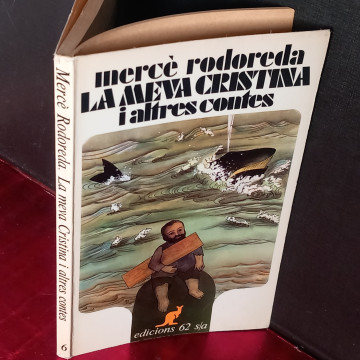 mercè rodoreda
LA MEVA CRISTINA
i altres contes
edicions 62 s/a
Mercè Rodoreda. La meva Cristina i altres contes
6